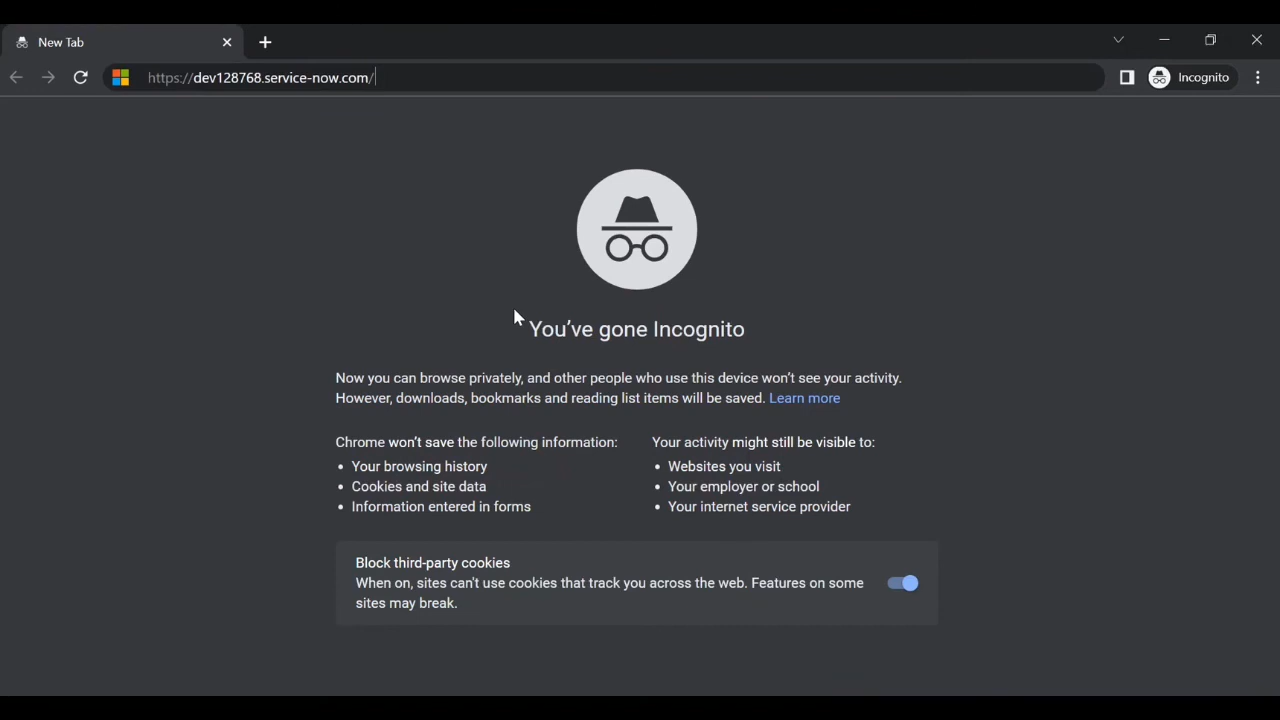 New Tab
https://dev128768.service-now.com/
Incognito
You've gone Incognito
Now you can browse privately, and other people who use this device won't see your activity.
However, downloads, bookmarks and reading list items will be saved. Learn more
Chrome won't save the following information:
• Your browsing history
• Cookies and site data
• Information entered in forms
Your activity might still be visible to:
• Websites you visit
• Your employer or school
• Your internet service provider
Block third-party cookies
When on, sites can't use cookies that track you across the web. Features on some
sites may break.